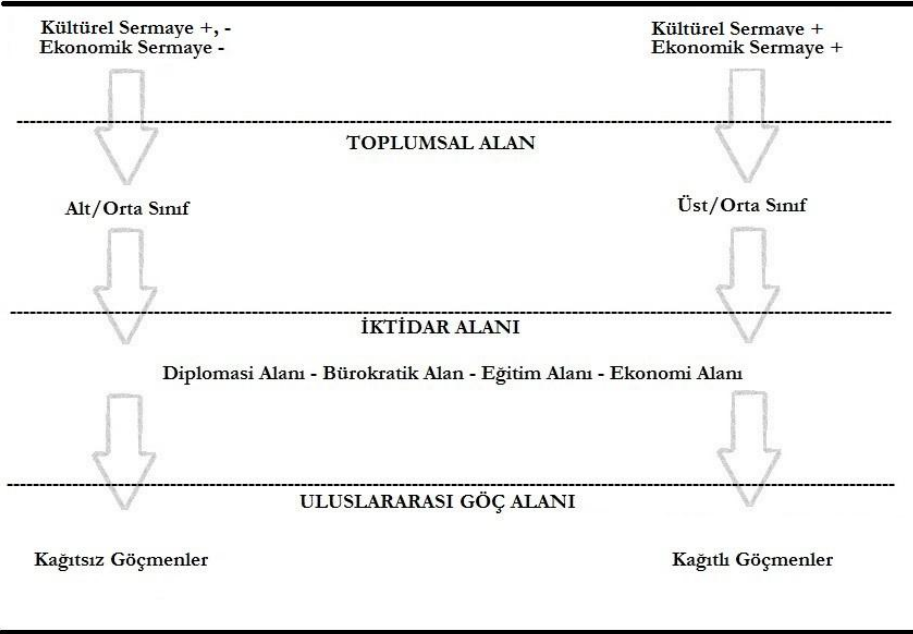 Kültürel Sermaye +, -
Ekonomik Sermaye -
Kültürel Sermaye +
Ekonomik Sermaye +
TOPLUMSAL ALAN
Alt/Orta Sınıf
Üst/Orta Sınıf
İKTİDAR ALANI
Diplomasi Alanı - Bürokratik Alan - Eğitim Alanı - Ekonomi Alanı
ULUSLARARASI GÖÇ ALANI
Kağıtsız Göçmenler
Kağıtlı Göçmenler